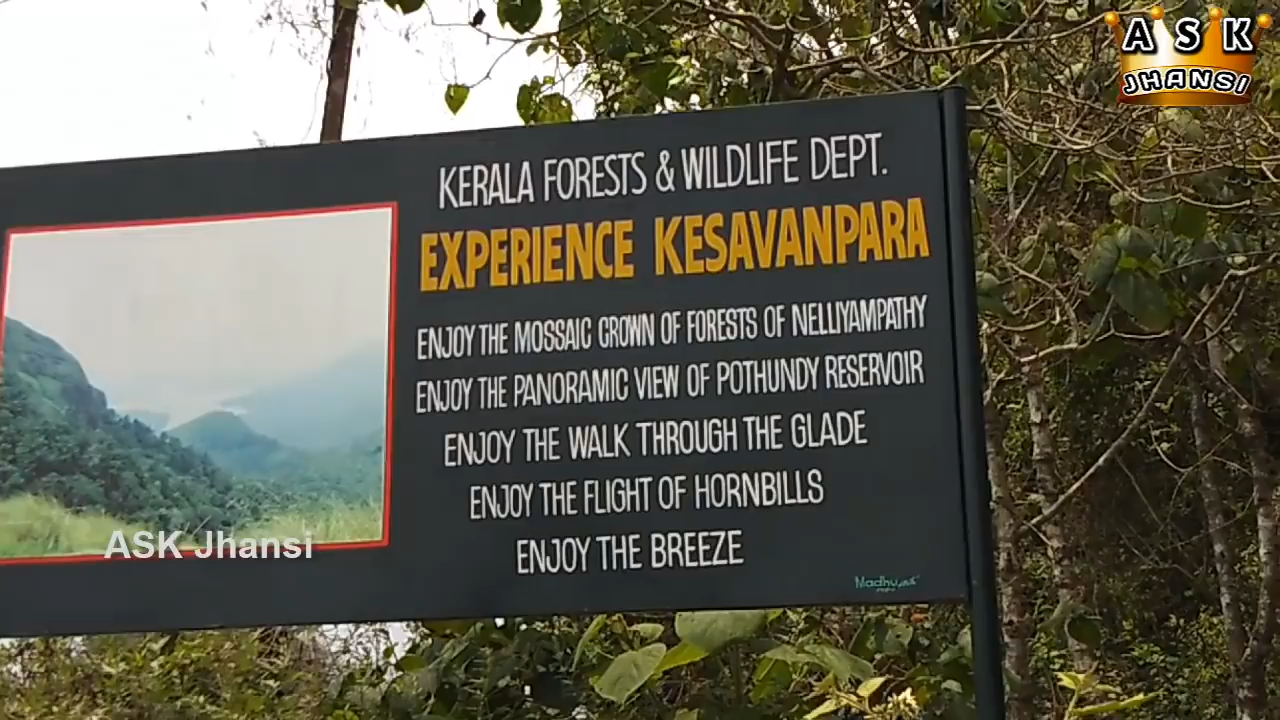 A S K
JHANSI
KERALA FORESTS & WILDLIFE DEPT.
EXPERIENCE KESAVANPARA
ENJOY THE MOSSAIC CROWN OF FORESTS OF NELLIYAMPATHY
ENJOY THE PANORAMIC VIEW OF POTHUNDY RESERVOIR
ENJOY THE WALK THROUGH THE GLADE
ENJOY THE FLIGHT OF HORNBILLS
ENJOY THE BREEZE
ASK Jhansi
Madhu